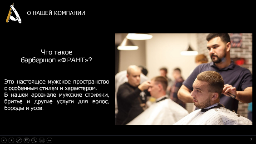 О НАШЕЙ КОМПАНИИ
Что такое
барбершоп «ФРАНТ»?
Это настоящее мужское пространство
с особенным стилем и характером.
В нашем арсенале мужские стрижки,
бритье и другие услуги для волос,
бороды и усов